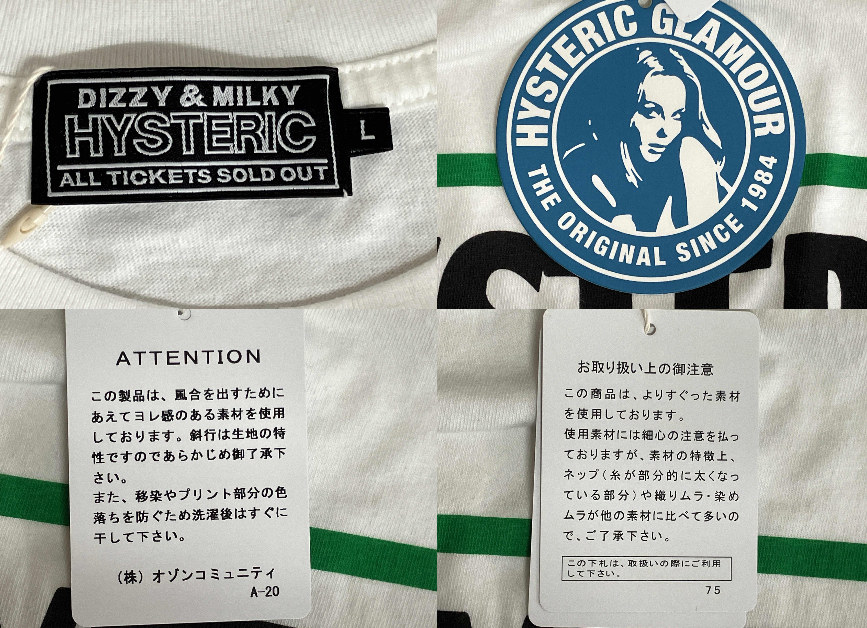 DIZZY & MILKY
HYSTERIC
ALL TICKETS SOLD OUT
L
HYSTERIC GLAMOUR
THE ORIGINAL SINCE 1984
ATTENTION
この製品は、風合を出すために
あえてヨレ感のある素材を使用
しております。斜行は生地の特
性ですのであらかじめ御了承下
さい。
また、移染やプリント部分の色
落ちを防ぐため洗濯後はすぐに
干して下さい。
(株)オゾンコミュニティ
A-20
お取り扱い上の御注意
この商品は、よりすぐった素材
を使用しております。
使用素材には細心の注意を払っ
ておりますが、素材の特徴上、
ネップ(糸が部分的に太くなっ
ている部分)や織りムラ・染め
ムラが他の素材に比べて多いの
で、ご了承下さい。
この下札は、取扱いの際にご利用
して下さい。
75